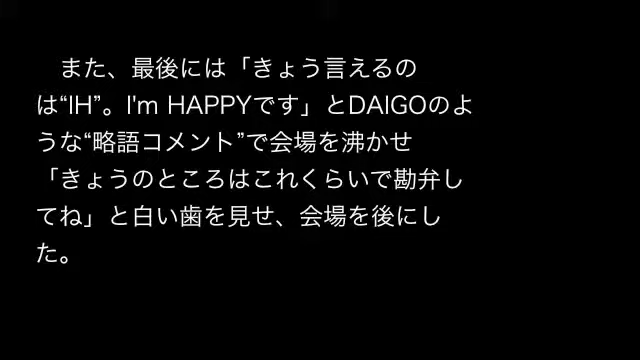 また、最後には「きょう言えるの
は“IH”。I'm HAPPYです」とDAIGOのよ
うな“略語コメント”で会場を沸かせ
「きょうのところはこれくらいで勘弁し
てね」と白い歯を見せ、会場を後にし
た。